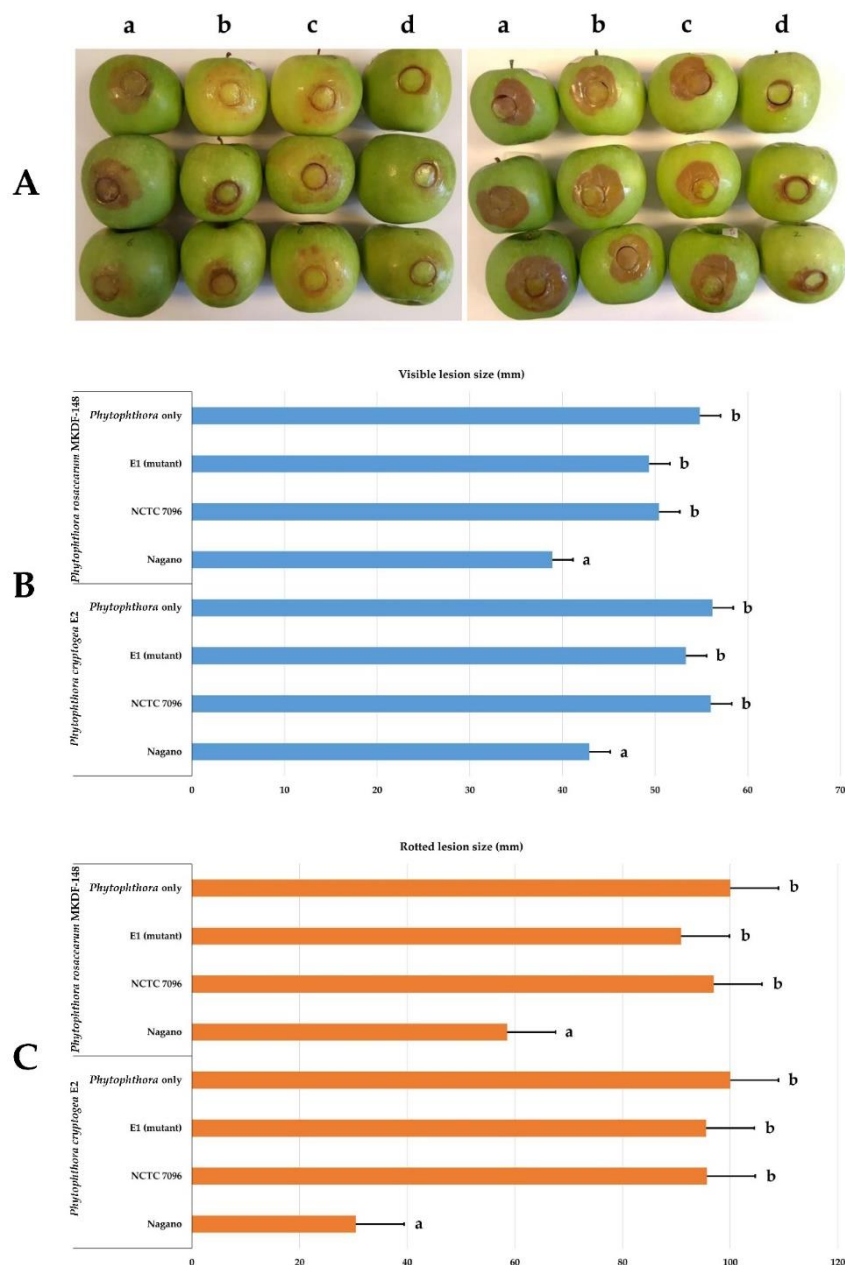 a b c d a b c d
A
Visible lesion size (mm)
B
Phytophthora rosacearum MKDF-148
Phytophthora only b
E1 (mutant) b
NCTC 7096 b
Nagano a
Phytophthora cryptogea E2
Phytophthora only b
E1 (mutant) b
NCTC 7096 b
Nagano a
0 10 20 30 40 50 60 70
Rotted lesion size (mm)
C
Phytophthora rosacearum MKDF-148
Phytophthora only b
E1 (mutant) b
NCTC 7096 b
Nagano a
Phytophthora cryptogea E2
Phytophthora only b
E1 (mutant) b
NCTC 7096 b
Nagano a
0 20 40 60 80 100 120